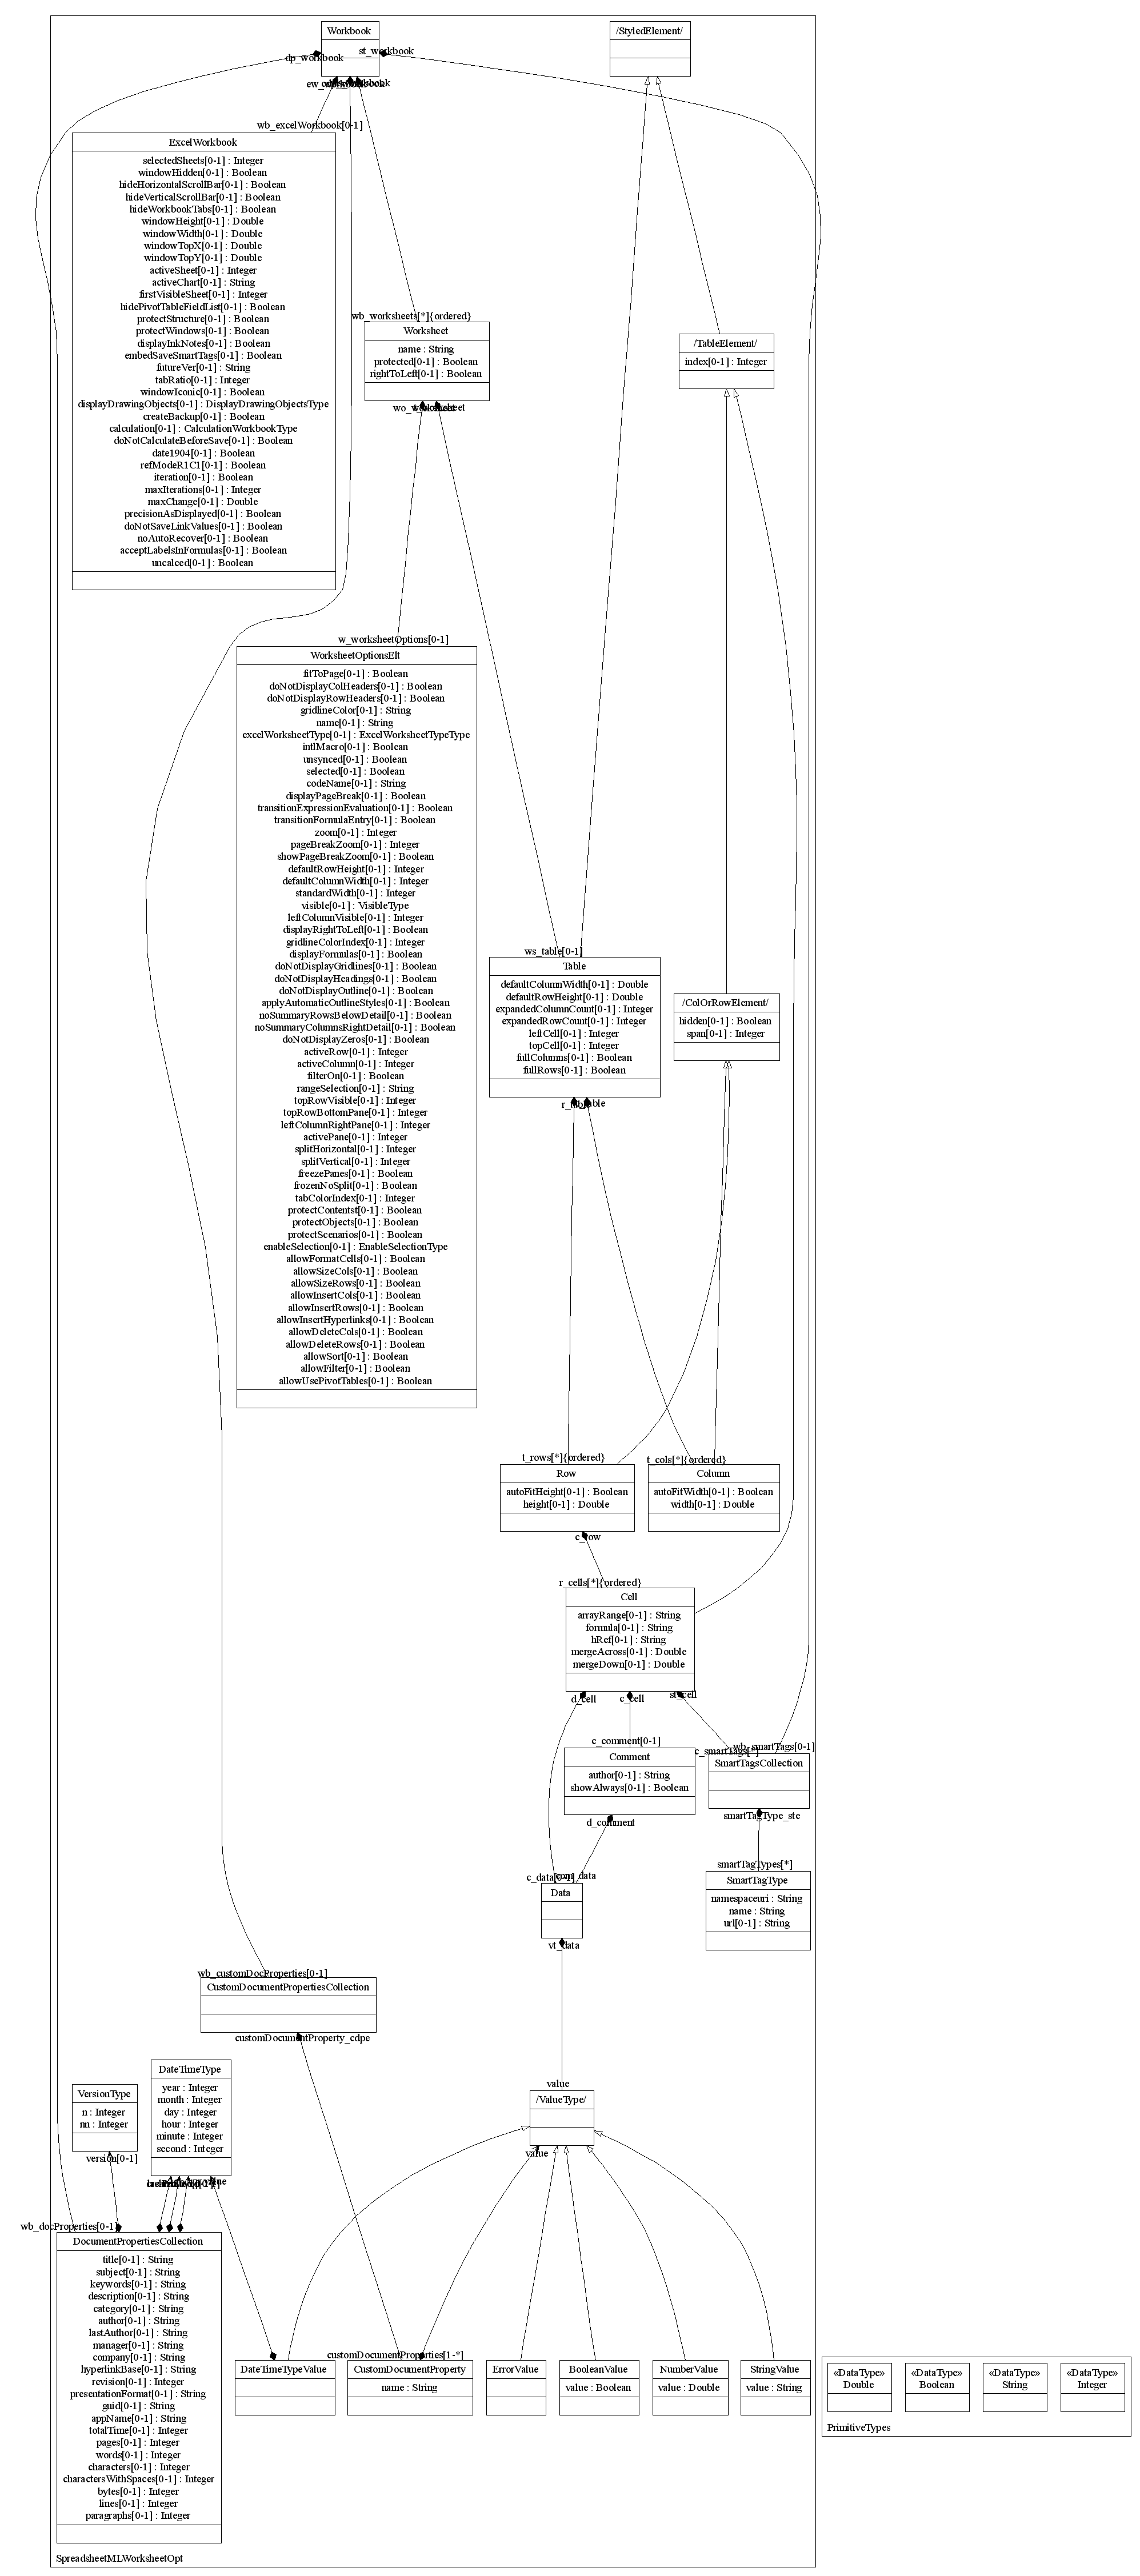 Workbook
/StyledElement/
dp_workbook
st_workbook
wb_excelWorkbook[0-1]
ExcelWorkbook
selectedSheets[0-1] : Integer
windowHidden[0-1] : Boolean
hideHorizontalScrollBar[0-1] : Boolean
hideVerticalScrollBar[0-1] : Boolean
hideWorkbookTabs[0-1] : Boolean
windowHeight[0-1] : Double
windowWidth[0-1] : Double
windowTopX[0-1] : Double
windowTopY[0-1] : Double
activeSheet[0-1] : Integer
activeChart[0-1] : String
firstVisibleSheet[0-1] : Integer
hidePivotTableFieldList[0-1] : Boolean
protectStructure[0-1] : Boolean
protectWindows[0-1] : Boolean
displayInkNotes[0-1] : Boolean
embedSaveSmartTags[0-1] : Boolean
futureVer[0-1] : String
tabRatio[0-1] : Integer
windowIconic[0-1] : Boolean
displayDrawingObjects[0-1] : DisplayDrawingObjectsType
createBackup[0-1] : Boolean
calculation[0-1] : CalculationWorkbookType
doNotCalculateBeforeSave[0-1] : Boolean
date1904[0-1] : Boolean
refModeR1C1[0-1] : Boolean
iteration[0-1] : Boolean
maxIterations[0-1] : Integer
maxChange[0-1] : Double
precisionAsDisplayed[0-1] : Boolean
doNotSaveLinkValues[0-1] : Boolean
noAutoRecover[0-1] : Boolean
acceptLabelsInFormulas[0-1] : Boolean
uncalced[0-1] : Boolean
wb_worksheets[*]{ordered}
Worksheet
name : String
protected[0-1] : Boolean
rightToLeft[0-1] : Boolean
/TableElement/
index[0-1] : Integer
w_worksheetOptions[0-1]
WorksheetOptionsElt
fitToPage[0-1] : Boolean
doNotDisplayColHeaders[0-1] : Boolean
doNotDisplayRowHeaders[0-1] : Boolean
gridlineColor[0-1] : String
name[0-1] : String
excelWorksheetType[0-1] : ExcelWorksheetTypeType
intlMacro[0-1] : Boolean
unsynced[0-1] : Boolean
selected[0-1] : Boolean
codeName[0-1] : String
displayPageBreak[0-1] : Boolean
transitionExpressionEvaluation[0-1] : Boolean
transitionFormulaEntry[0-1] : Boolean
zoom[0-1] : Integer
pageBreakZoom[0-1] : Integer
showPageBreakZoom[0-1] : Boolean
defaultRowHeight[0-1] : Integer
defaultColumnWidth[0-1] : Integer
standardWidth[0-1] : Integer
visible[0-1] : VisibleType
leftColumnVisible[0-1] : Integer
displayRightToLeft[0-1] : Boolean
gridlineColorIndex[0-1] : Integer
displayFormulas[0-1] : Boolean
doNotDisplayGridlines[0-1] : Boolean
doNotDisplayHeadings[0-1] : Boolean
doNotDisplayOutline[0-1] : Boolean
applyAutomaticOutlineStyles[0-1] : Boolean
noSummaryRowsBelowDetail[0-1] : Boolean
noSummaryColumnsRightDetail[0-1] : Boolean
doNotDisplayZeros[0-1] : Boolean
activeRow[0-1] : Integer
activeColumn[0-1] : Integer
filterOn[0-1] : Boolean
rangeSelection[0-1] : String
topRowVisible[0-1] : Integer
topRowBottomPane[0-1] : Integer
leftColumnRightPane[0-1] : Integer
activePane[0-1] : Integer
splitHorizontal[0-1] : Integer
splitVertical[0-1] : Integer
freezePanes[0-1] : Boolean
frozenNoSplit[0-1] : Boolean
tabColorIndex[0-1] : Integer
protectContentst[0-1] : Boolean
protectObjects[0-1] : Boolean
protectScenarios[0-1] : Boolean
enableSelection[0-1] : EnableSelectionType
allowFormatCells[0-1] : Boolean
allowSizeCols[0-1] : Boolean
allowSizeRows[0-1] : Boolean
allowInsertCols[0-1] : Boolean
allowInsertRows[0-1] : Boolean
allowInsertHyperlinks[0-1] : Boolean
allowDeleteCols[0-1] : Boolean
allowDeleteRows[0-1] : Boolean
allowSort[0-1] : Boolean
allowFilter[0-1] : Boolean
allowUsePivotTables[0-1] : Boolean
ws_table[0-1]
Table
defaultColumnWidth[0-1] : Double
defaultRowHeight[0-1] : Double
expandedColumnCount[0-1] : Integer
expandedRowCount[0-1] : Integer
leftCell[0-1] : Integer
topCell[0-1] : Integer
fullColumns[0-1] : Boolean
fullRows[0-1] : Boolean
/ColOrRowElement/
hidden[0-1] : Boolean
span[0-1] : Integer
t_rows[*]{ordered}
Row
autoFitHeight[0-1] : Boolean
height[0-1] : Double
t_cols[*]{ordered}
Column
autoFitWidth[0-1] : Boolean
width[0-1] : Double
c_row
r_cells[*]{ordered}
Cell
arrayRange[0-1] : String
formula[0-1] : String
hRef[0-1] : String
mergeAcross[0-1] : Double
mergeDown[0-1] : Double
d_cell
c_cell
st_cell
c_comment[0-1]
Comment
author[0-1] : String
showAlways[0-1] : Boolean
d_comment
c_smartTags[*]
wb_smartTags[0-1]
SmartTagsCollection
smartTagType_ste
smartTagTypes[*]
SmartTagType
namespaceuri : String
name : String
url[0-1] : String
c_data[0-1]
com_data
Data
vt_data
wb_customDocProperties[0-1]
CustomDocumentPropertiesCollection
customDocumentProperty_cdpe
VersionType
n : Integer
nn : Integer
version[0-1]
DateTimeType
year : Integer
month : Integer
day : Integer
hour : Integer
minute : Integer
second : Integer
value
/ValueType/
value
wb_docProperties[0-1]
DocumentPropertiesCollection
title[0-1] : String
subject[0-1] : String
keywords[0-1] : String
description[0-1] : String
category[0-1] : String
author[0-1] : String
lastAuthor[0-1] : String
manager[0-1] : String
company[0-1] : String
hyperlinkBase[0-1] : String
revision[0-1] : Integer
presentationFormat[0-1] : String
guid[0-1] : String
appName[0-1] : String
totalTime[0-1] : Integer
pages[0-1] : Integer
words[0-1] : Integer
characters[0-1] : Integer
charactersWithSpaces[0-1] : Integer
bytes[0-1] : Integer
lines[0-1] : Integer
paragraphs[0-1] : Integer
DateTimeTypeValue
customDocumentProperties[1-*]
CustomDocumentProperty
name : String
ErrorValue
BooleanValue
value : Boolean
NumberValue
value : Double
StringValue
value : String
SpreadsheetMLWorksheetOpt
«DataType»
Double
«DataType»
Boolean
«DataType»
String
«DataType»
Integer
PrimitiveTypes